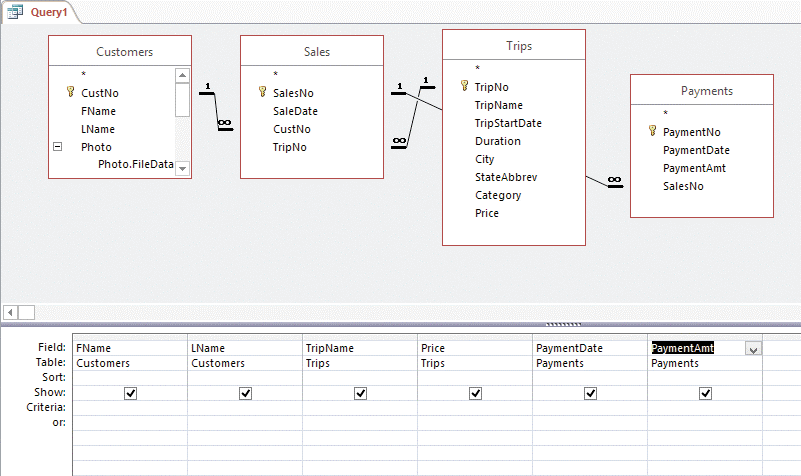 Query1
Customers
*
CustNo
FName
LName
Photo
Photo.FileData
1
∞
Sales
*
SalesNo
SaleDate
CustNo
TripNo
1
1
∞
Trips
*
TripNo
TripName
TripStartDate
Duration
City
StateAbbrev
Category
Price
∞
Payments
*
PaymentNo
PaymentDate
PaymentAmt
SalesNo
Field: FName LName TripName Price PaymentDate PaymentAmt
Table: Customers Customers Trips Trips Payments Payments
Sort:
Show:
Criteria:
or: